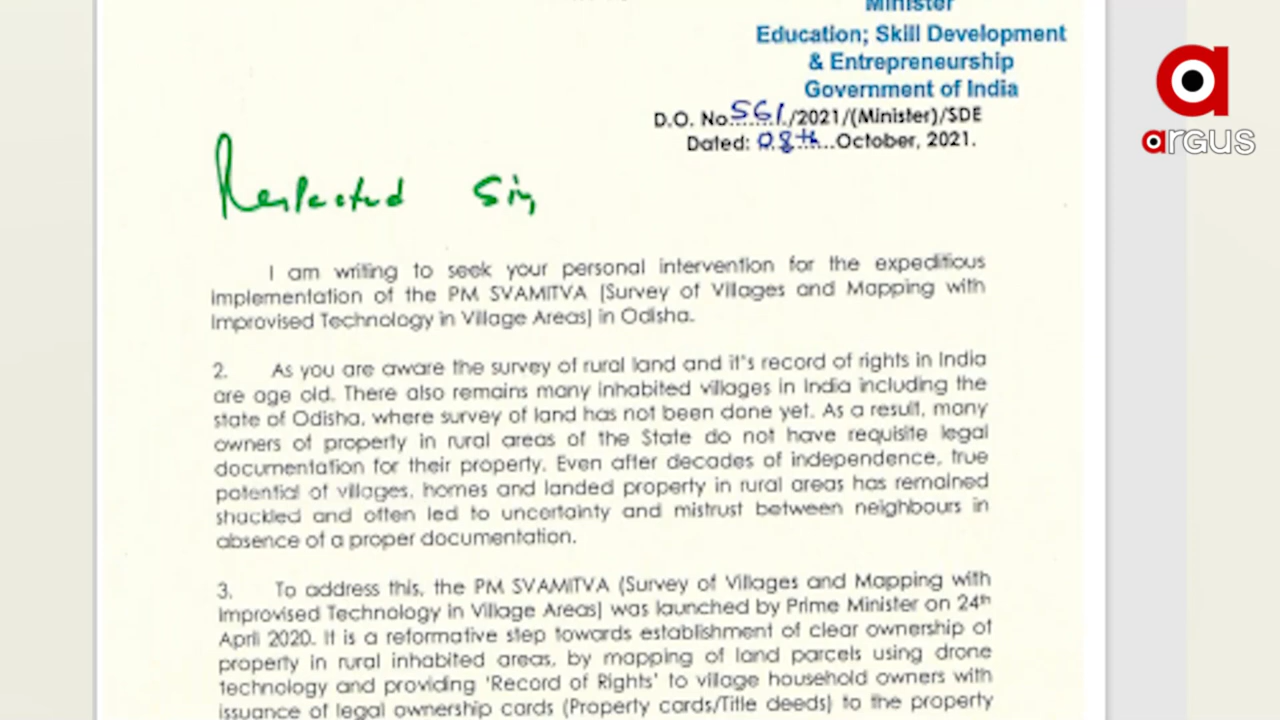 Minister
Education; Skill Development
& Entrepreneurship
Government of India
D.O. No.561./2021/(Minister)/SDE
Dated: 08th....October, 2021.
argus
Respected Sir,
I am writing to seek your personal intervention for the expeditious
implementation of the PM SVAMITVA (Survey of Villages and Mapping with
Improvised Technology in Village Areas) in Odisha.
2. As you are aware the survey of rural land and it's record of rights in India
are age old. There also remains many inhabited villages in India including the
state of Odisha, where survey of land has not been done yet. As a result, many
owners of property in rural areas of the State do not have requisite legal
documentation for their property. Even after decades of independence, true
potential of villages, homes and landed property in rural areas has remained
shackled and often led to uncertainty and mistrust between neighbours in
absence of a proper documentation.
3. To address this, the PM SVAMITVA (Survey of Villages and Mapping with
Improvised Technology in Village Areas) was launched by Prime Minister on 24th
April 2020. It is a reformative step towards establishment of clear ownership of
property in rural inhabited areas, by mapping of land parcels using drone
technology and providing 'Record of Rights' to village household owners with
issuance of legal ownership cards (Property cards/Title deeds) to the property